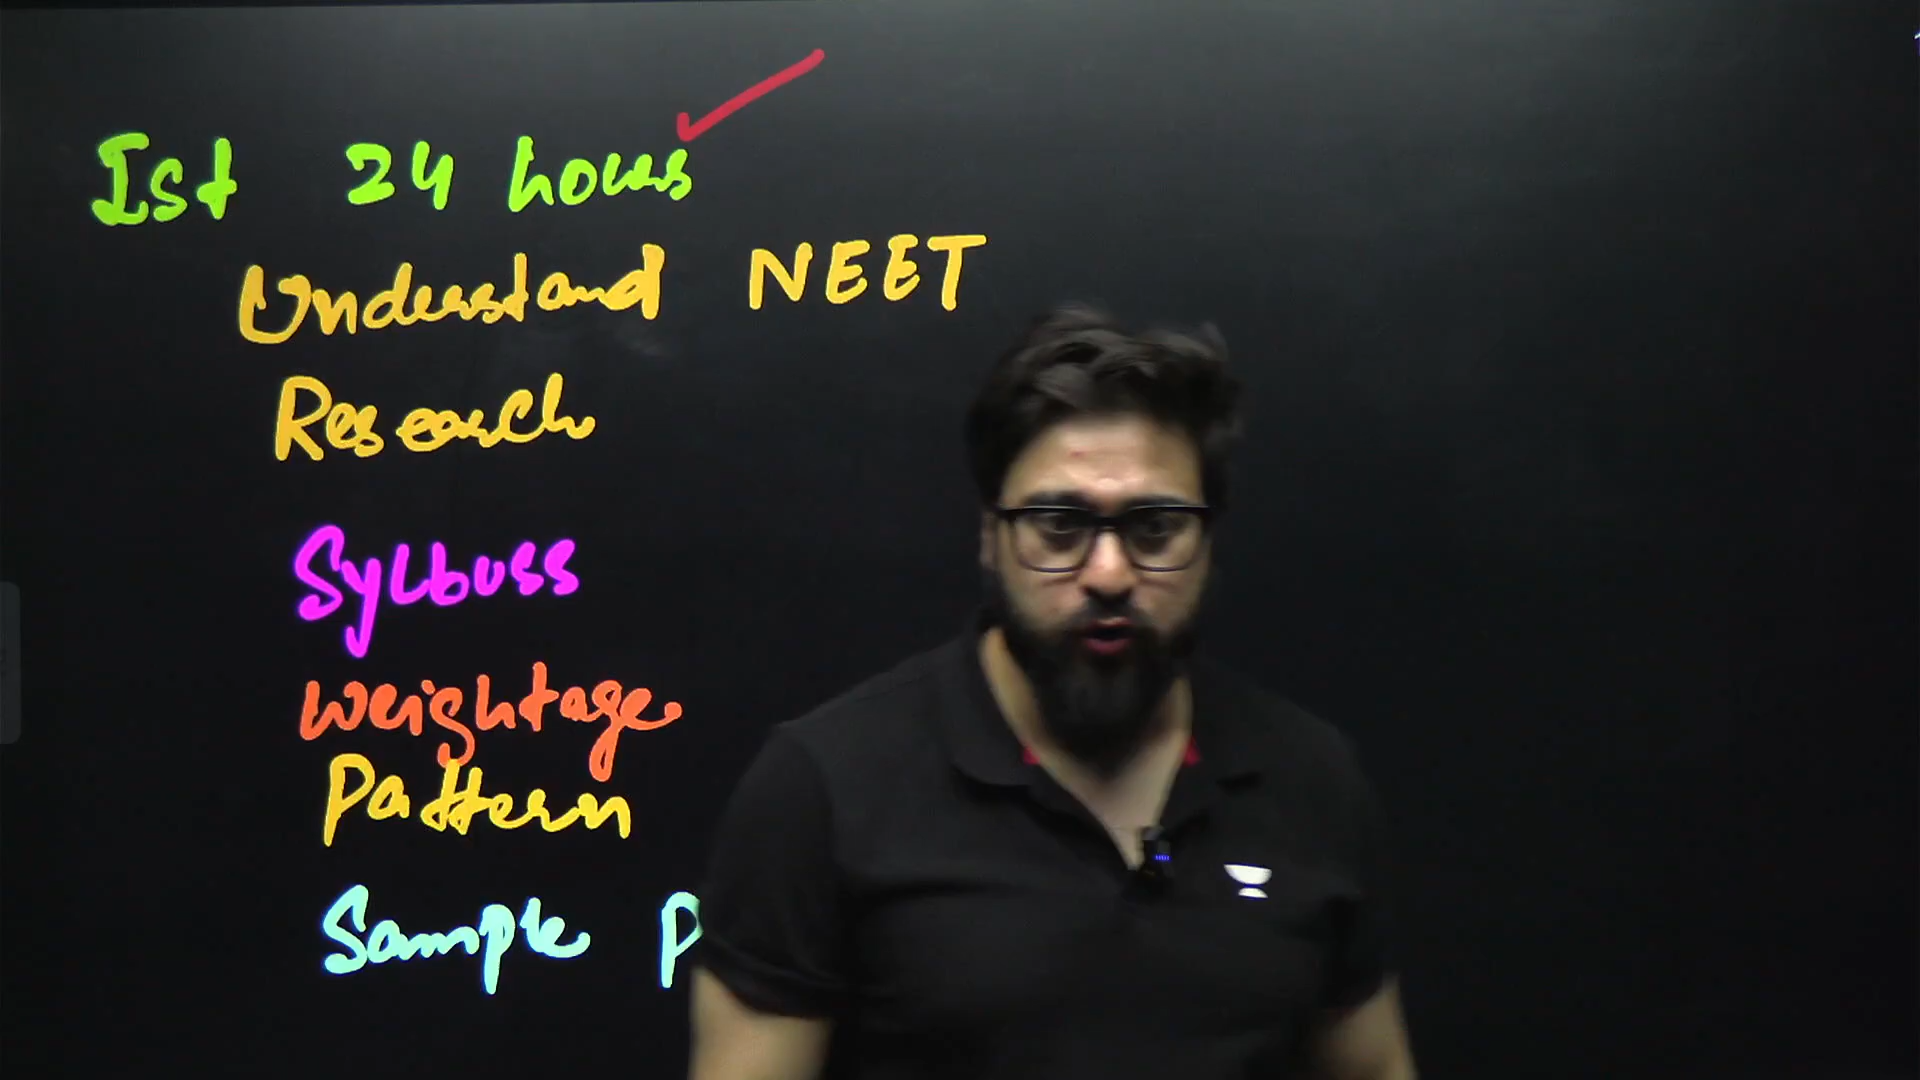 Ist 24 hours
Understand NEET
Research
Sylbuss
Weightage
Pattern
Sample P